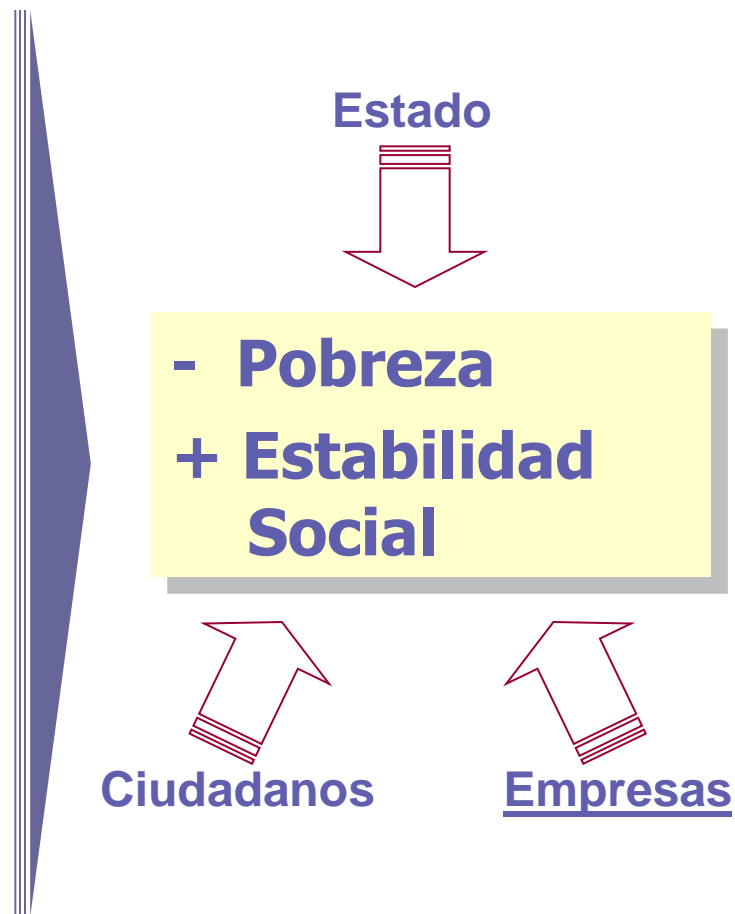 Estado
- Pobreza
+ Estabilidad
Social
Ciudadanos
Empresas